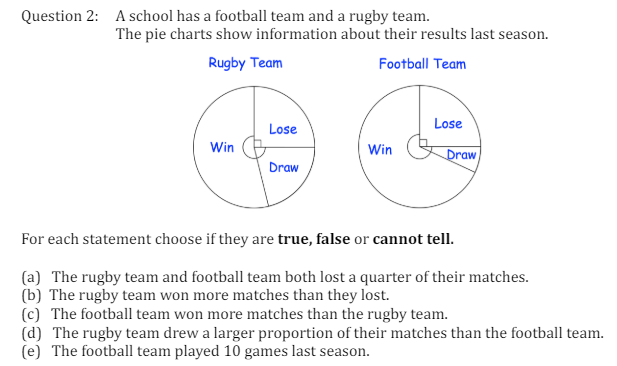 Question 2: A school has a football team and a rugby team.
The pie charts show information about their results last season.
Rugby Team
Football Team
Win
Lose
Draw
Win
Lose
Draw
For each statement choose if they are true, false or cannot tell.
(a) The rugby team and football team both lost a quarter of their matches.
(b) The rugby team won more matches than they lost.
(c) The football team won more matches than the rugby team.
(d) The rugby team drew a larger proportion of their matches than the football team.
(e) The football team played 10 games last season.